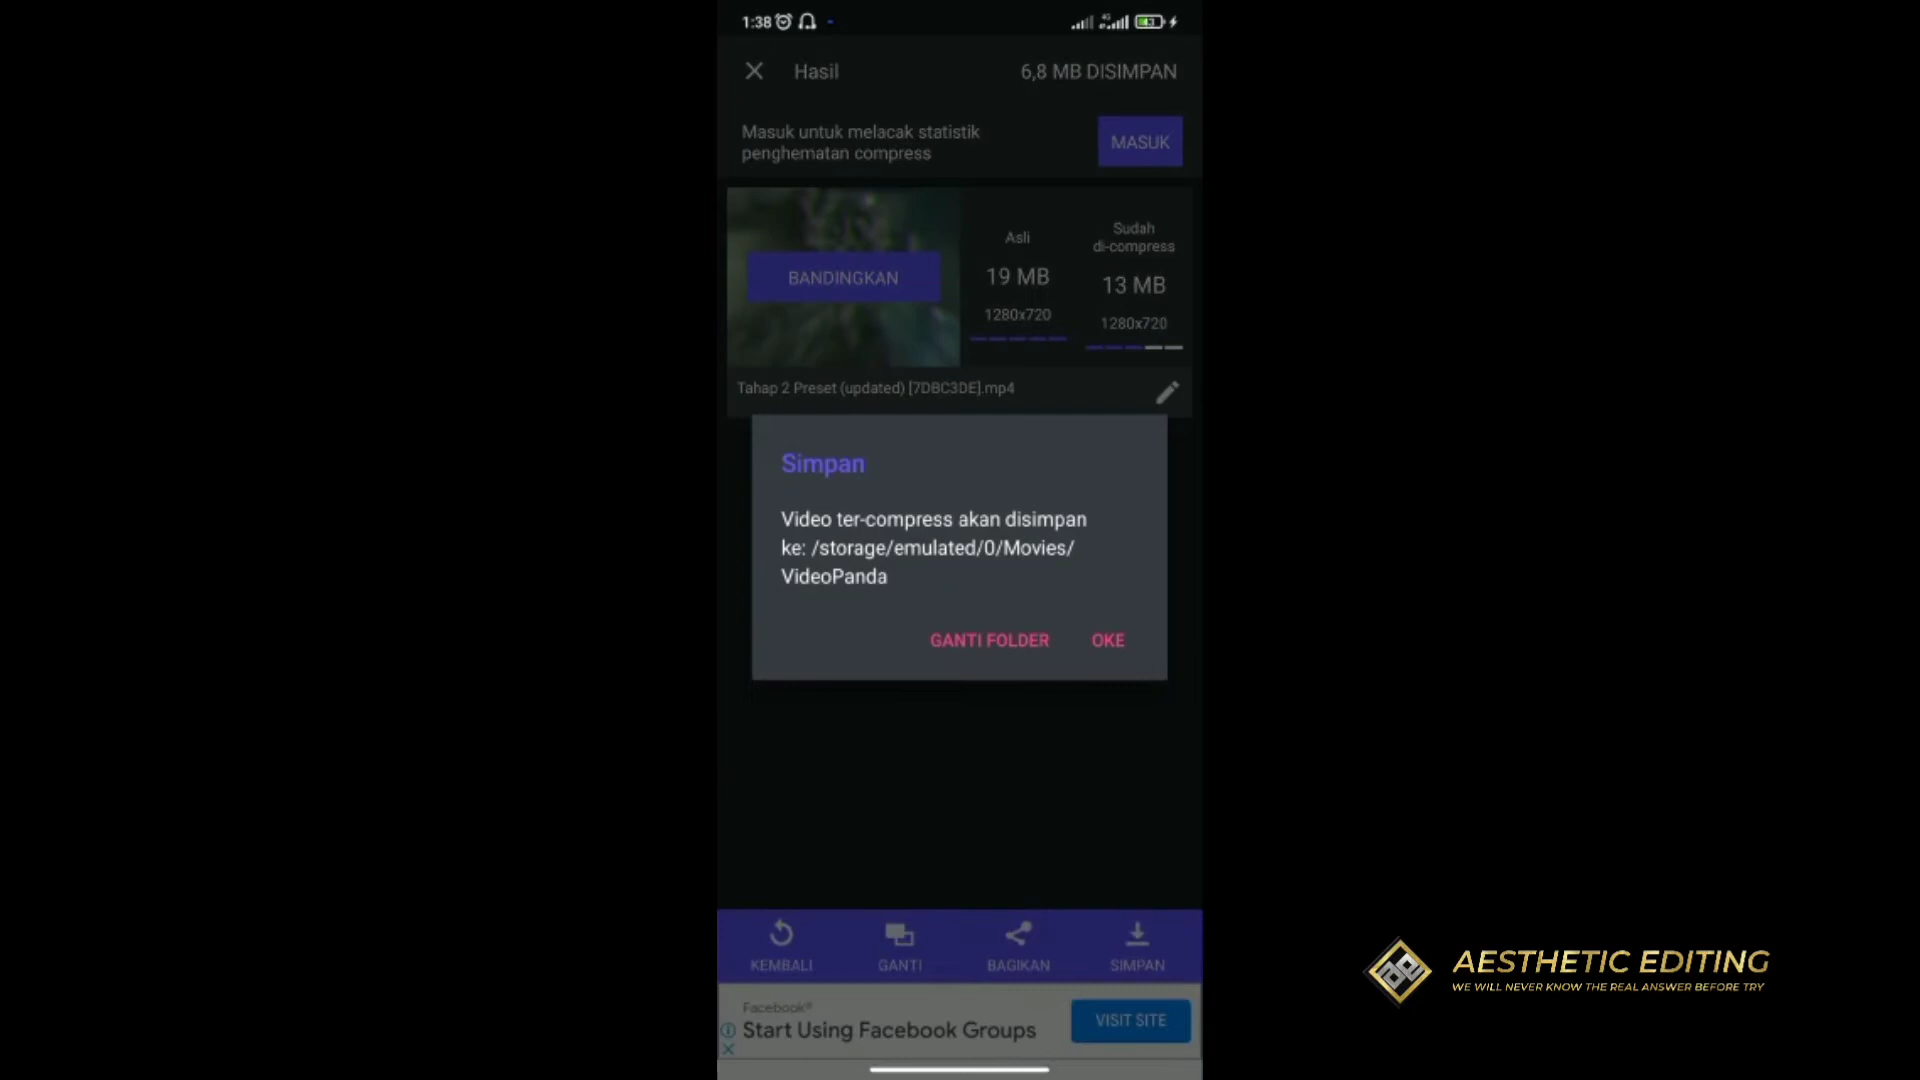 1:38
Hasil
6,8 MB DISIMPAN
Masuk untuk melacak statistik
penghematan compress
MASUK
BANDINGKAN
Asli
19 MB
1280x720
Sudah
di-compress
13 MB
1280x720
Tahap 2 Preset (updated) [7DBC3DE].mp4
Simpan
Video ter-compress akan disimpan
ke: /storage/emulated/0/Movies/
VideoPanda
GANTI FOLDER
OKE
KEMBALI
GANTI
BAGIKAN
SIMPAN
Facebook®
Start Using Facebook Groups
VISIT SITE
AESTHETIC EDITING
WE WILL NEVER KNOW THE REAL ANSWER BEFORE TRY